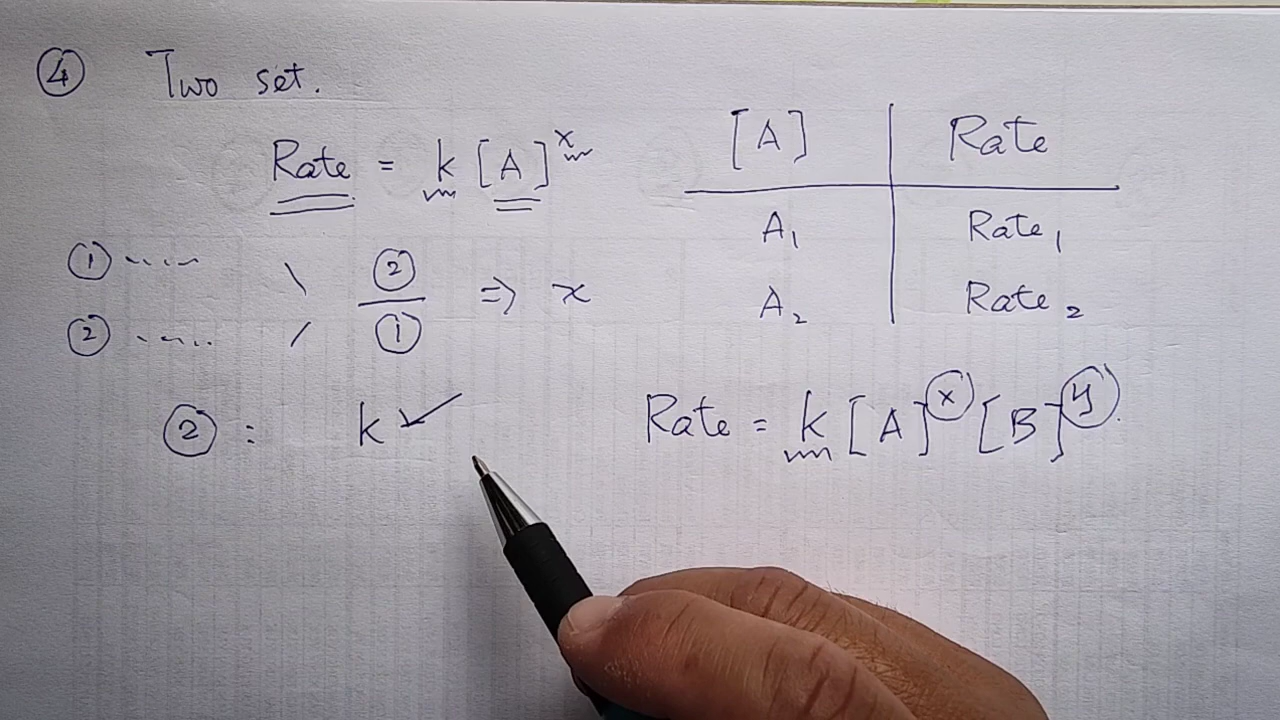 ④ Two set.
Rate = k [A]^x
① ..... \ ②/① ⇒ x
② ..... /
② : k ✓
[A] | Rate
A₁ | Rate₁
A₂ | Rate₂
Rate = k [A]^x [B]^y